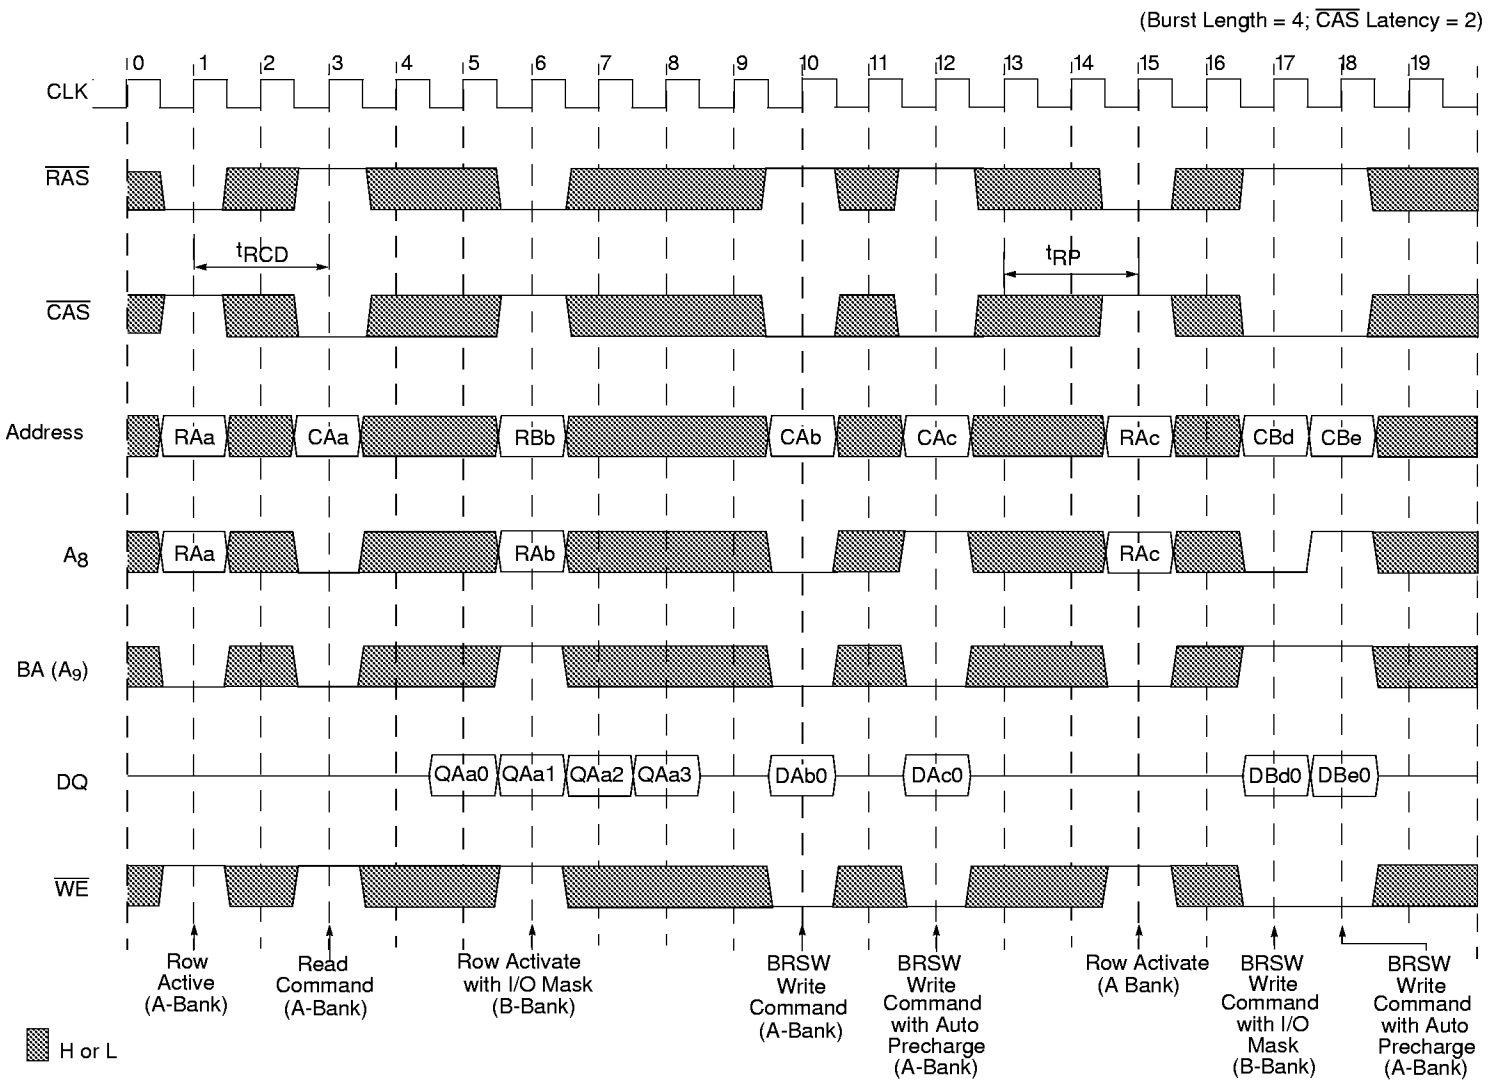 (Burst Length = 4; CAS Latency = 2)
0 1 2 3 4 5 6 7 8 9 10 11 12 13 14 15 16 17 18 19
CLK
RAS
tRCD
tRP
CAS
Address
RAa CAa RBb CAb CAc RAc CBd CBe
A8
RAa RAb RAc
BA (A9)
DQ
QAa0 QAa1 QAa2 QAa3 DAb0 DAc0 DBd0 DBe0
WE
Row
Active
(A-Bank)
Read
Command
(A-Bank)
Row Activate
with I/O Mask
(B-Bank)
BRSW
Write
Command
(A-Bank)
BRSW
Write
Command
with Auto
Precharge
(A-Bank)
Row Activate
(A Bank)
BRSW
Write
Command
with I/O
Mask
(B-Bank)
BRSW
Write
Command
with Auto
Precharge
(A-Bank)
H or L